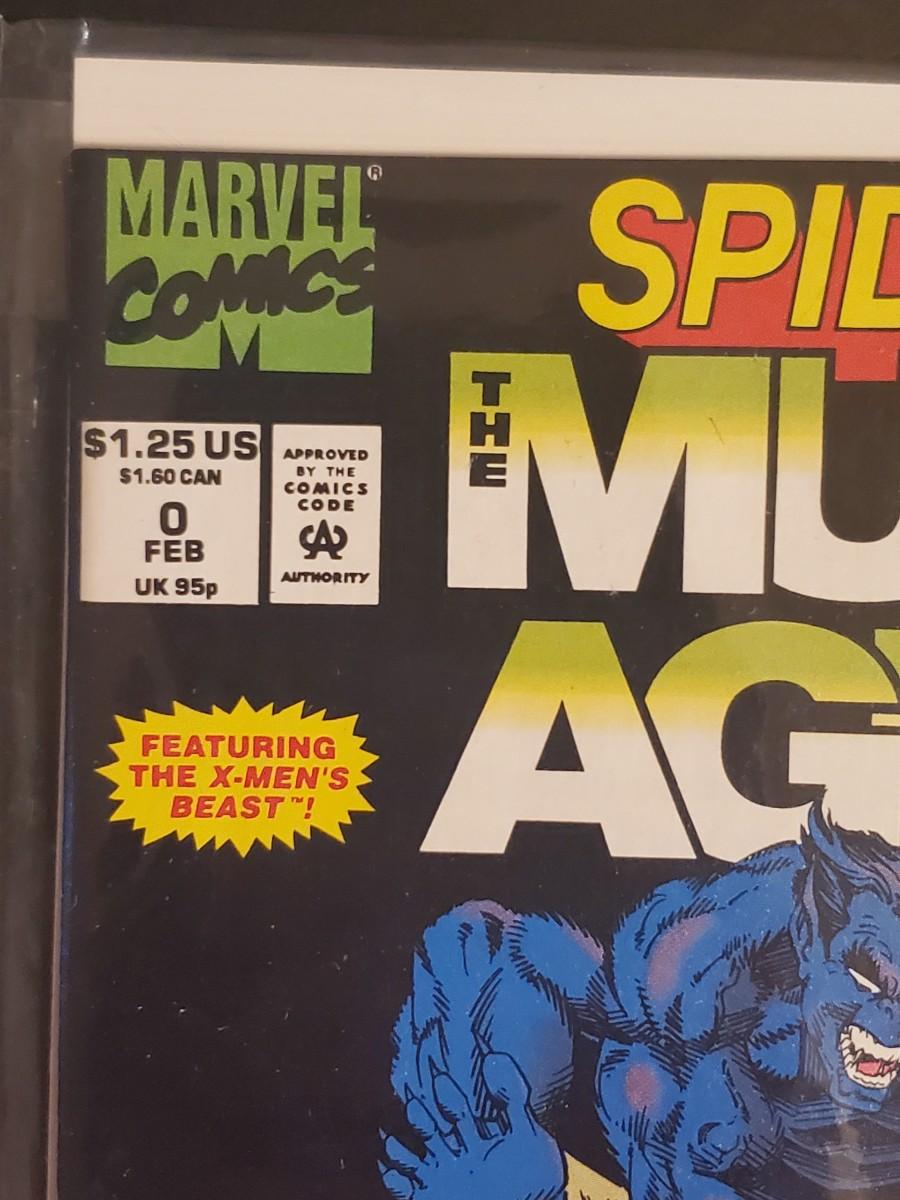 MARVEL®
COMICS
SPID
THE
MU
AG
$1.25 US
$1.60 CAN
0
FEB
UK 95p
APPROVED
BY THE
COMICS
CODE
CA
AUTHORITY
FEATURING
THE X-MEN'S
BEAST™!